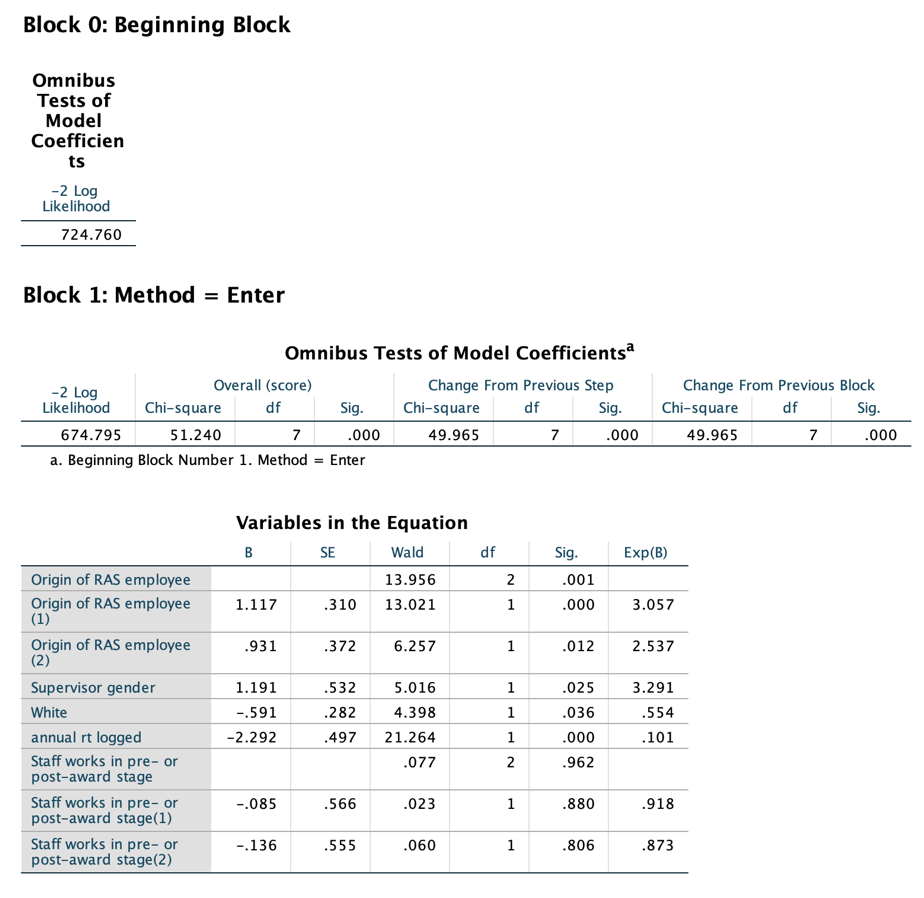 Block 0: Beginning Block
Omnibus
Tests of
Model
Coefficien
ts
-2 Log
Likelihood
724.760
Block 1: Method = Enter
Omnibus Tests of Model Coefficientsᵃ
-2 Log
Likelihood Overall (score) Change From Previous Step Change From Previous Block
Chi-square df Sig. Chi-square df Sig. Chi-square df Sig.
674.795 51.240 7 .000 49.965 7 .000 49.965 7 .000
a. Beginning Block Number 1. Method = Enter
Variables in the Equation
B SE Wald df Sig. Exp(B)
Origin of RAS employee 13.956 2 .001
Origin of RAS employee 1.117 .310 13.021 1 .000 3.057
(1)
Origin of RAS employee .931 .372 6.257 1 .012 2.537
(2)
Supervisor gender 1.191 .532 5.016 1 .025 3.291
White -.591 .282 4.398 1 .036 .554
annual rt logged -2.292 .497 21.264 1 .000 .101
Staff works in pre- or .077 2 .962
post-award stage
Staff works in pre- or -.085 .566 .023 1 .880 .918
post-award stage(1)
Staff works in pre- or -.136 .555 .060 1 .806 .873
post-award stage(2)